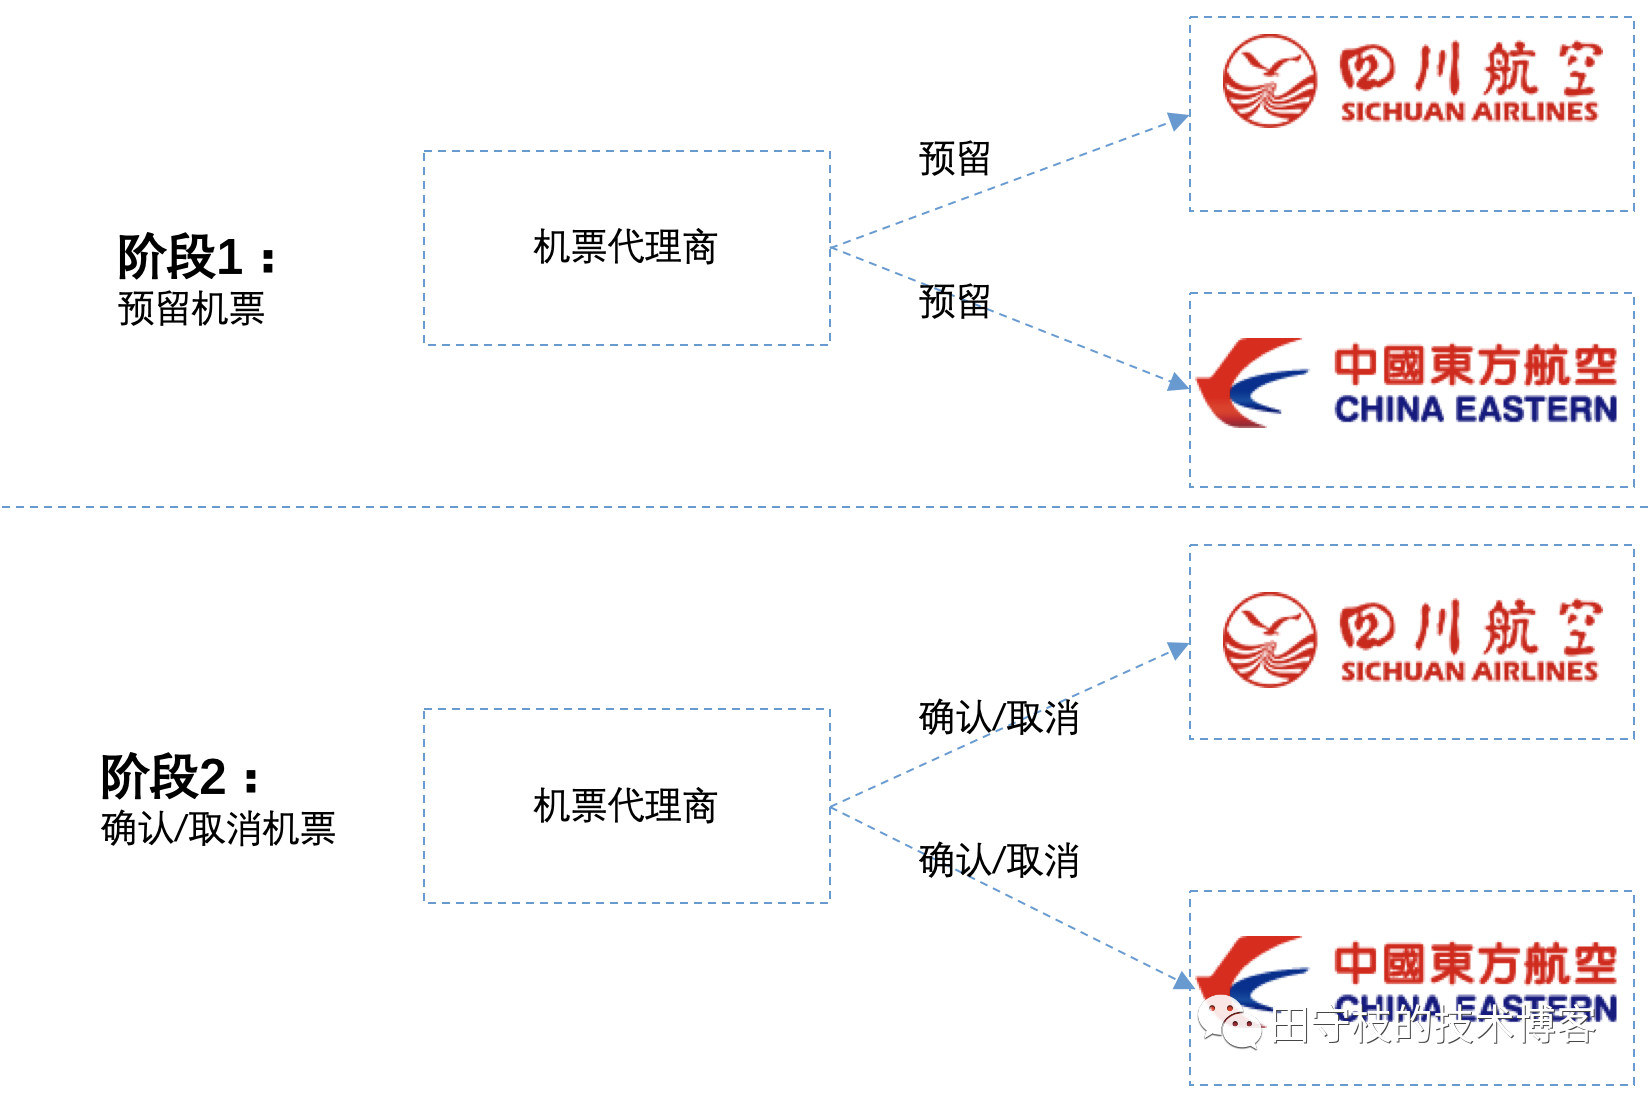 四川航空
SICHUAN AIRLINES
预留
机票代理商
阶段1：
预留机票
预留
中國東方航空
CHINA EASTERN
四川航空
SICHUAN AIRLINES
确认/取消
机票代理商
阶段2：
确认/取消机票
确认/取消
中國東方航空
CHINA EASTERN
田守枝的技术博客